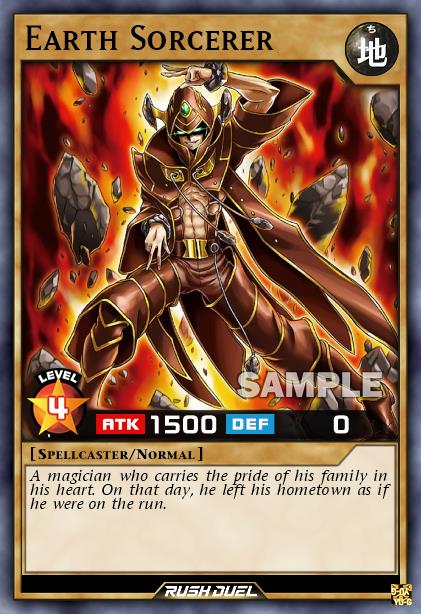 Earth Sorcerer
ち
地
SAMPLE
LEVEL
4
ATK 1500 DEF 0
[Spellcaster/Normal]
A magician who carries the pride of his family in
his heart. On that day, he left his hometown as if
he were on the run.
RUSH DUEL